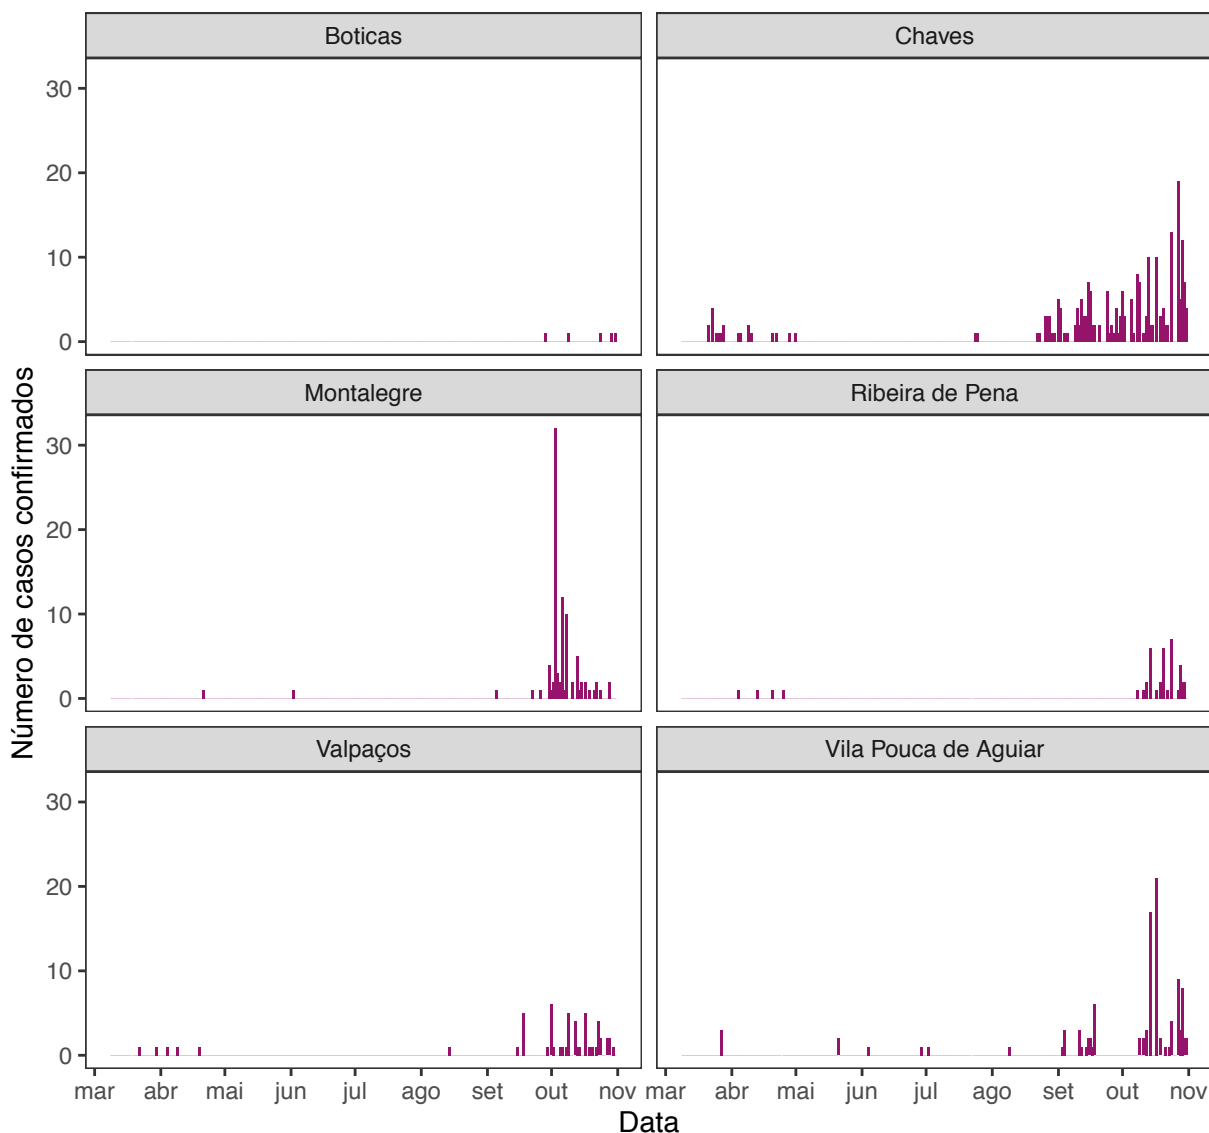 Boticas
Chaves
30
20
10
0
Montalegre
Ribeira de Pena
30
20
10
0
Valpaços
Vila Pouca de Aguiar
30
20
10
0
mar abr mai jun jul ago set out nov
mar abr mai jun jul ago set out nov
Data
Número de casos confirmados